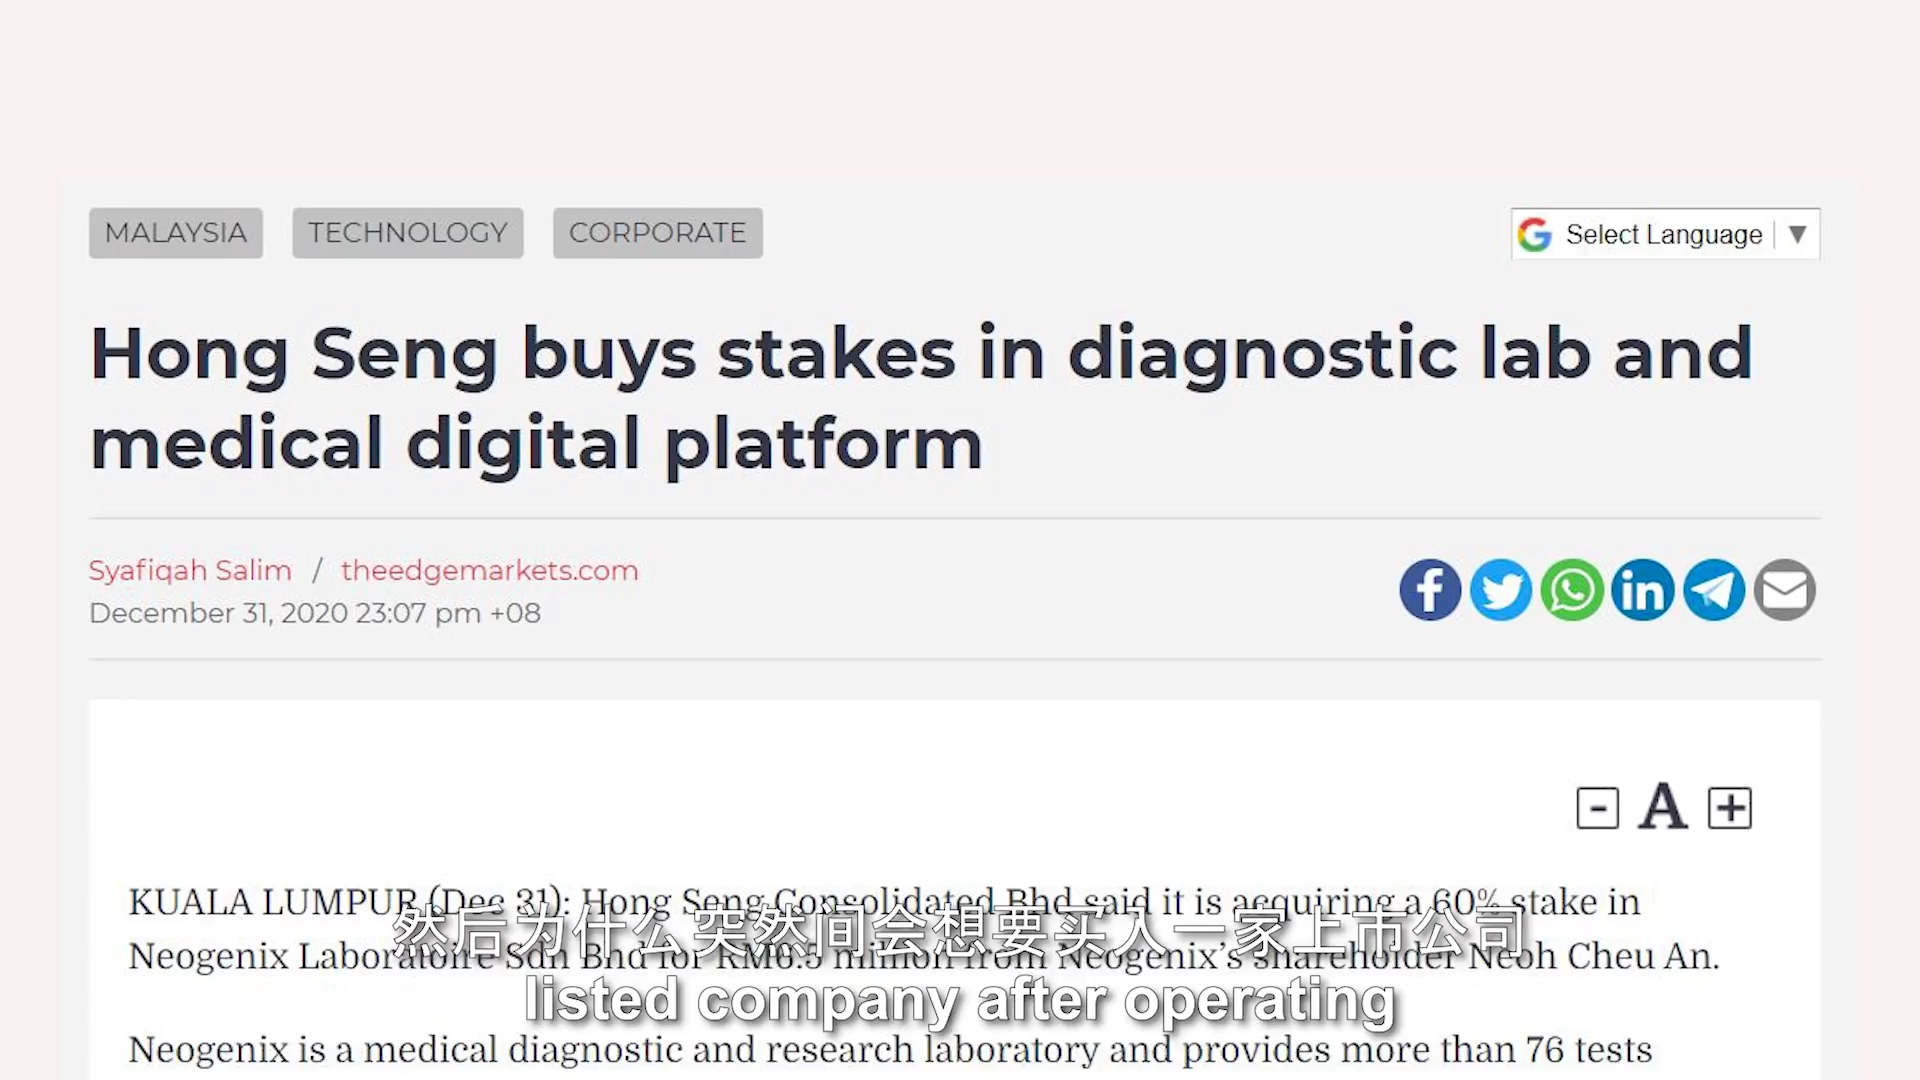 MALAYSIA TECHNOLOGY CORPORATE
Select Language
Hong Seng buys stakes in diagnostic lab and
medical digital platform
Syafiqah Salim / theedgemarkets.com
December 31, 2020 23:07 pm +08
- A +
KUALA LUMPUR (Dec 31): Hong Seng Consolidated Bhd said it is acquiring a 60% stake in
Neogenix Laboratoire Sdn Bhd for RM6.5 million from Neogenix's shareholder Neoh Cheu An.
然后为什么 突然间会想要买入一家上市公司
listed company after operating
Neogenix is a medical diagnostic and research laboratory and provides more than 76 tests